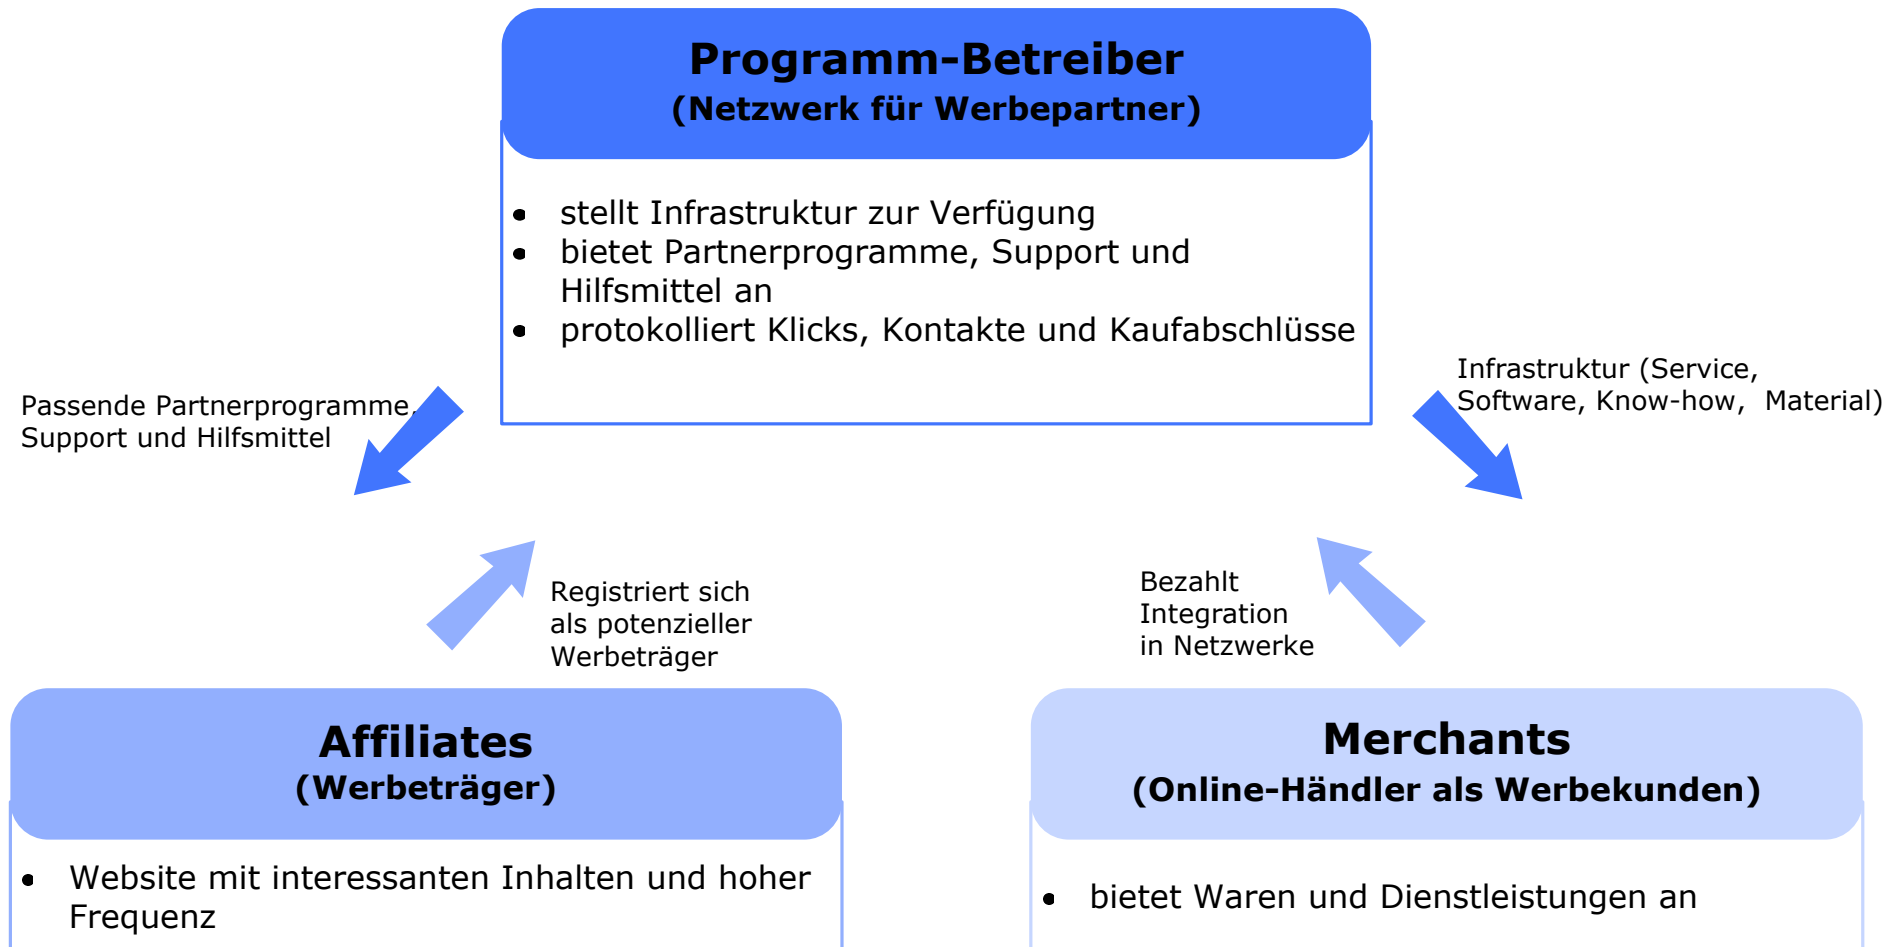 Programm-Betreiber
(Netzwerk für Werbepartner)
• stellt Infrastruktur zur Verfügung
• bietet Partnerprogramme, Support und
Hilfsmittel an
• protokolliert Klicks, Kontakte und Kaufabschlüsse
Passende Partnerprogramme,
Support und Hilfsmittel
Infrastruktur (Service,
Software, Know-how, Material)
Registriert sich
als potenzieller
Werbeträger
Bezahlt
Integration
in Netzwerke
Affiliates
(Werbeträger)
• Website mit interessanten Inhalten und hoher
Frequenz
Merchants
(Online-Händler als Werbekunden)
• bietet Waren und Dienstleistungen an